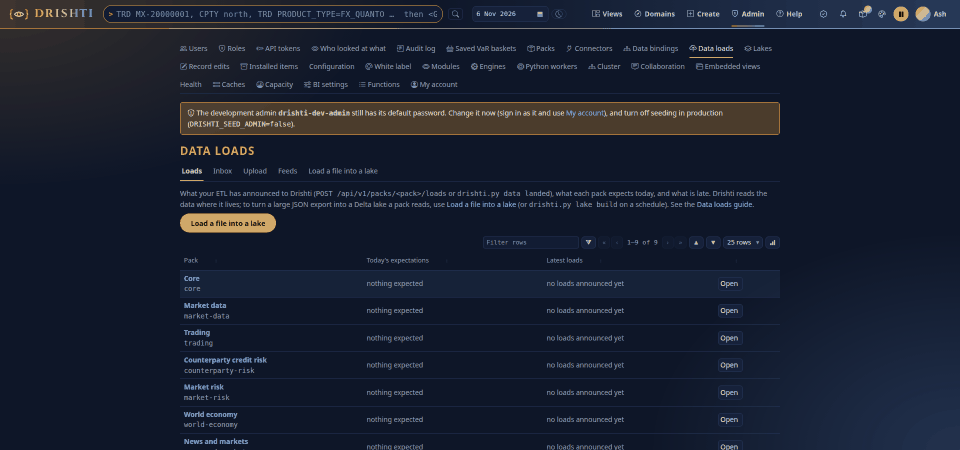 {👁} DRISHTI
> TRD MX-20000001, CPTY north, TRD PRODUCT_TYPE=FX_QUANTO … then <G
6 Nov 2026
Views Domains Create Admin Help Ash
Users Roles API tokens Who looked at what Audit log Saved VaR baskets Packs Connectors Data bindings Data loads Lakes
Record edits Installed items Configuration White label Modules Engines Python workers Cluster Collaboration Embedded views
Health Caches Capacity BI settings Functions My account
The development admin drishti-dev-admin still has its default password. Change it now (sign in as it and use My account), and turn off seeding in production
(DRISHTI_SEED_ADMIN=false).
DATA LOADS
Loads Inbox Upload Feeds Load a file into a lake
What your ETL has announced to Drishti (POST /api/v1/packs/<pack>/loads or drishti.py data landed), what each pack expects today, and what is late. Drishti reads the
data where it lives; to turn a large JSON export into a Delta lake a pack reads, use Load a file into a lake (or drishti.py lake build on a schedule). See the Data loads guide.
Load a file into a lake
Filter rows « ‹ 1–9 of 9 › » ▲ ▼ 25 rows
Pack Today's expectations Latest loads
Core
core nothing expected no loads announced yet Open
Market data
market-data nothing expected no loads announced yet Open
Trading
trading nothing expected no loads announced yet Open
Counterparty credit risk
counterparty-risk nothing expected no loads announced yet Open
Market risk
market-risk nothing expected no loads announced yet Open
World economy
world-economy nothing expected no loads announced yet Open
News and markets
nothing expected no loads announced yet Open